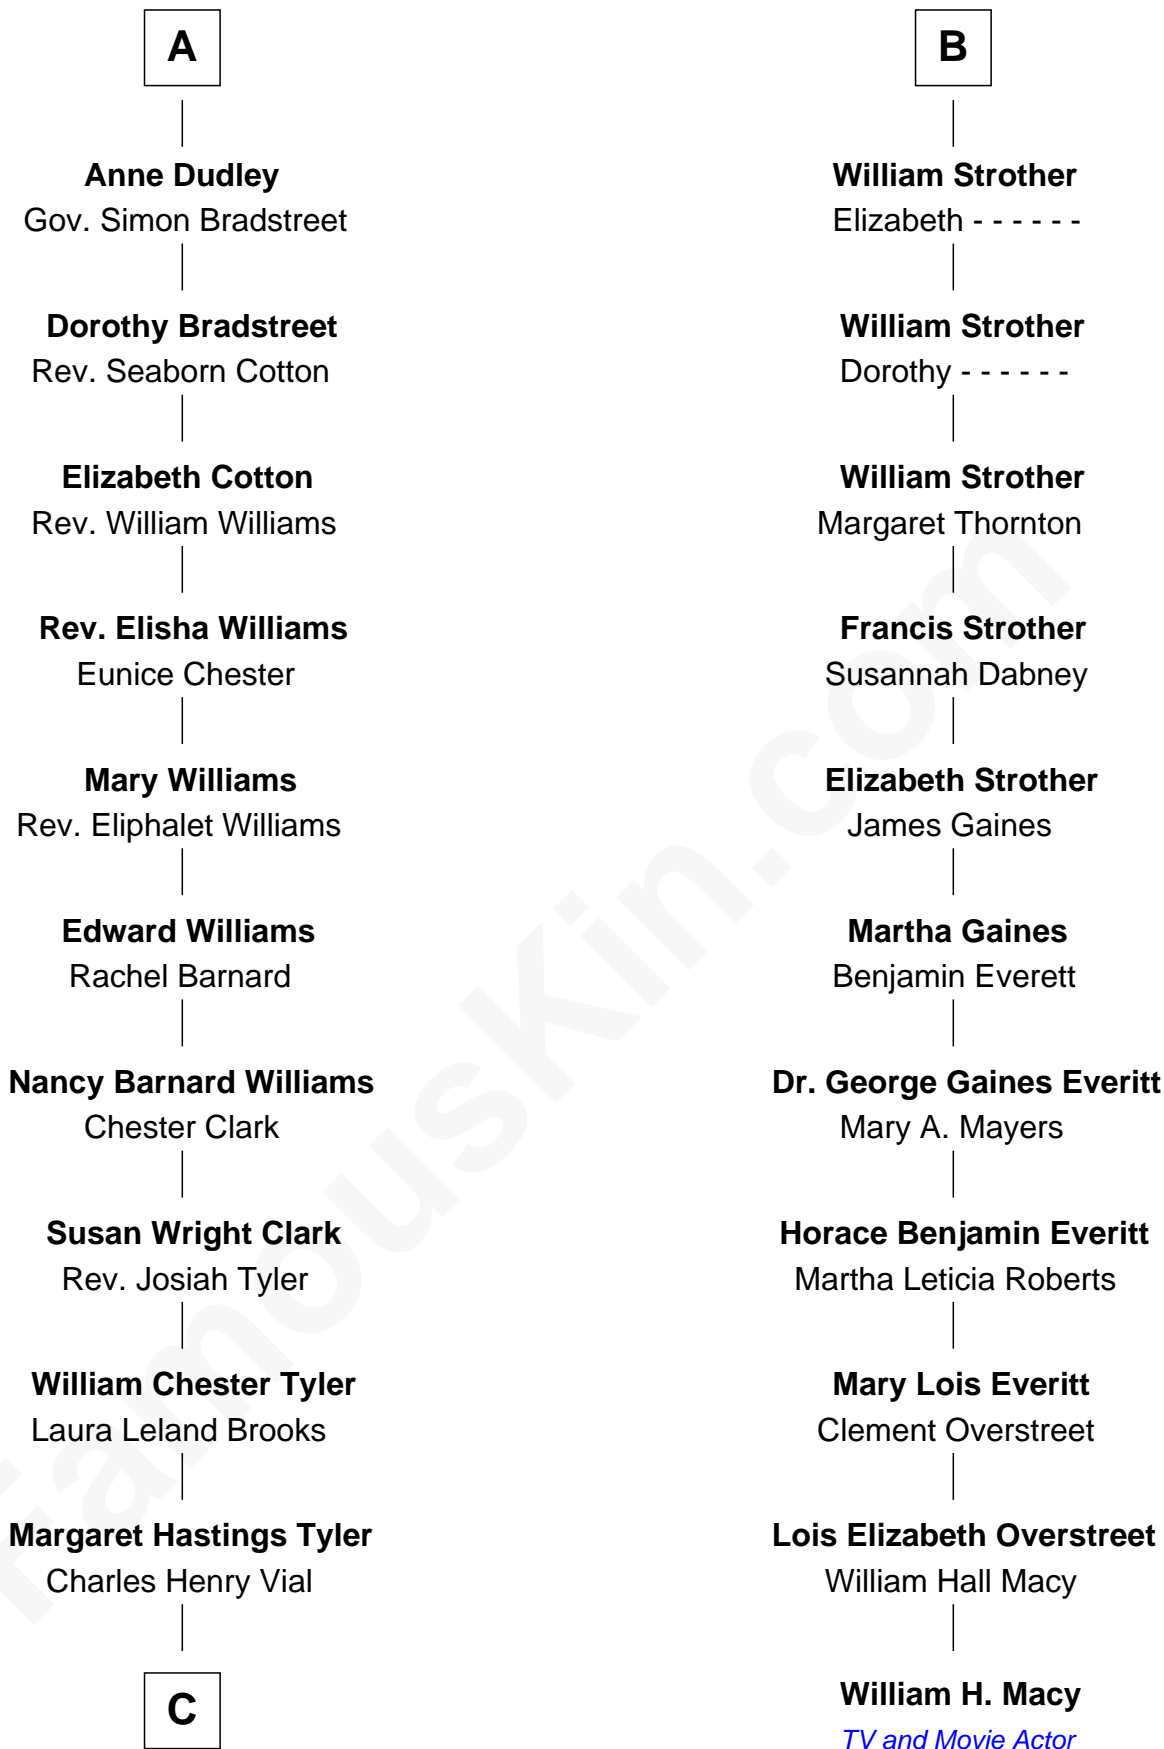 A
Anne Dudley
Gov. Simon Bradstreet
Dorothy Bradstreet
Rev. Seaborn Cotton
Elizabeth Cotton
Rev. William Williams
Rev. Elisha Williams
Eunice Chester
Mary Williams
Rev. Eliphalet Williams
Edward Williams
Rachel Barnard
Nancy Barnard Williams
Chester Clark
Susan Wright Clark
Rev. Josiah Tyler
William Chester Tyler
Laura Leland Brooks
Margaret Hastings Tyler
Charles Henry Vial
C
B
William Strother
Elizabeth - - - - - -
William Strother
Dorothy - - - - - -
William Strother
Margaret Thornton
Francis Strother
Susannah Dabney
Elizabeth Strother
James Gaines
Martha Gaines
Benjamin Everett
Dr. George Gaines Everitt
Mary A. Mayers
Horace Benjamin Everitt
Martha Leticia Roberts
Mary Lois Everitt
Clement Overstreet
Lois Elizabeth Overstreet
William Hall Macy
William H. Macy
TV and Movie Actor
FamousKin.com